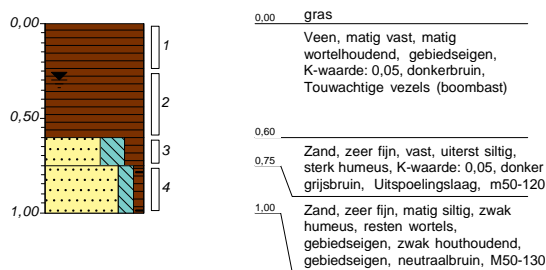 0,00
0,50
1,00
1
2
3
4
0,00 gras
Veen, matig vast, matig
wortelhoudend, gebiedseigen,
K-waarde: 0,05, donkerbruin,
Touwachtige vezels (boombast)
0,60
Zand, zeer fijn, vast, uiterst siltig,
0,75 sterk humeus, K-waarde: 0,05, donker
grijsbruin, Uitspoelingslaag, m50-120
1,00 Zand, zeer fijn, matig siltig, zwak
humeus, resten wortels,
gebiedseigen, zwak houthoudend,
gebiedseigen, neutraalbruin, M50-130